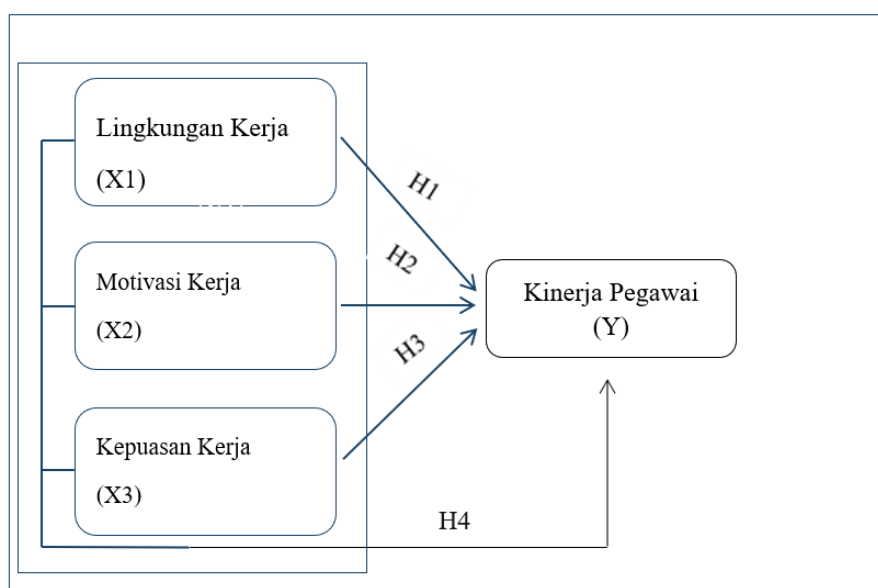 Lingkungan Kerja
(X1)
H1
H2
Motivasi Kerja
(X2)
Kinerja Pegawai
(Y)
H3
Kepuasan Kerja
(X3)
H4